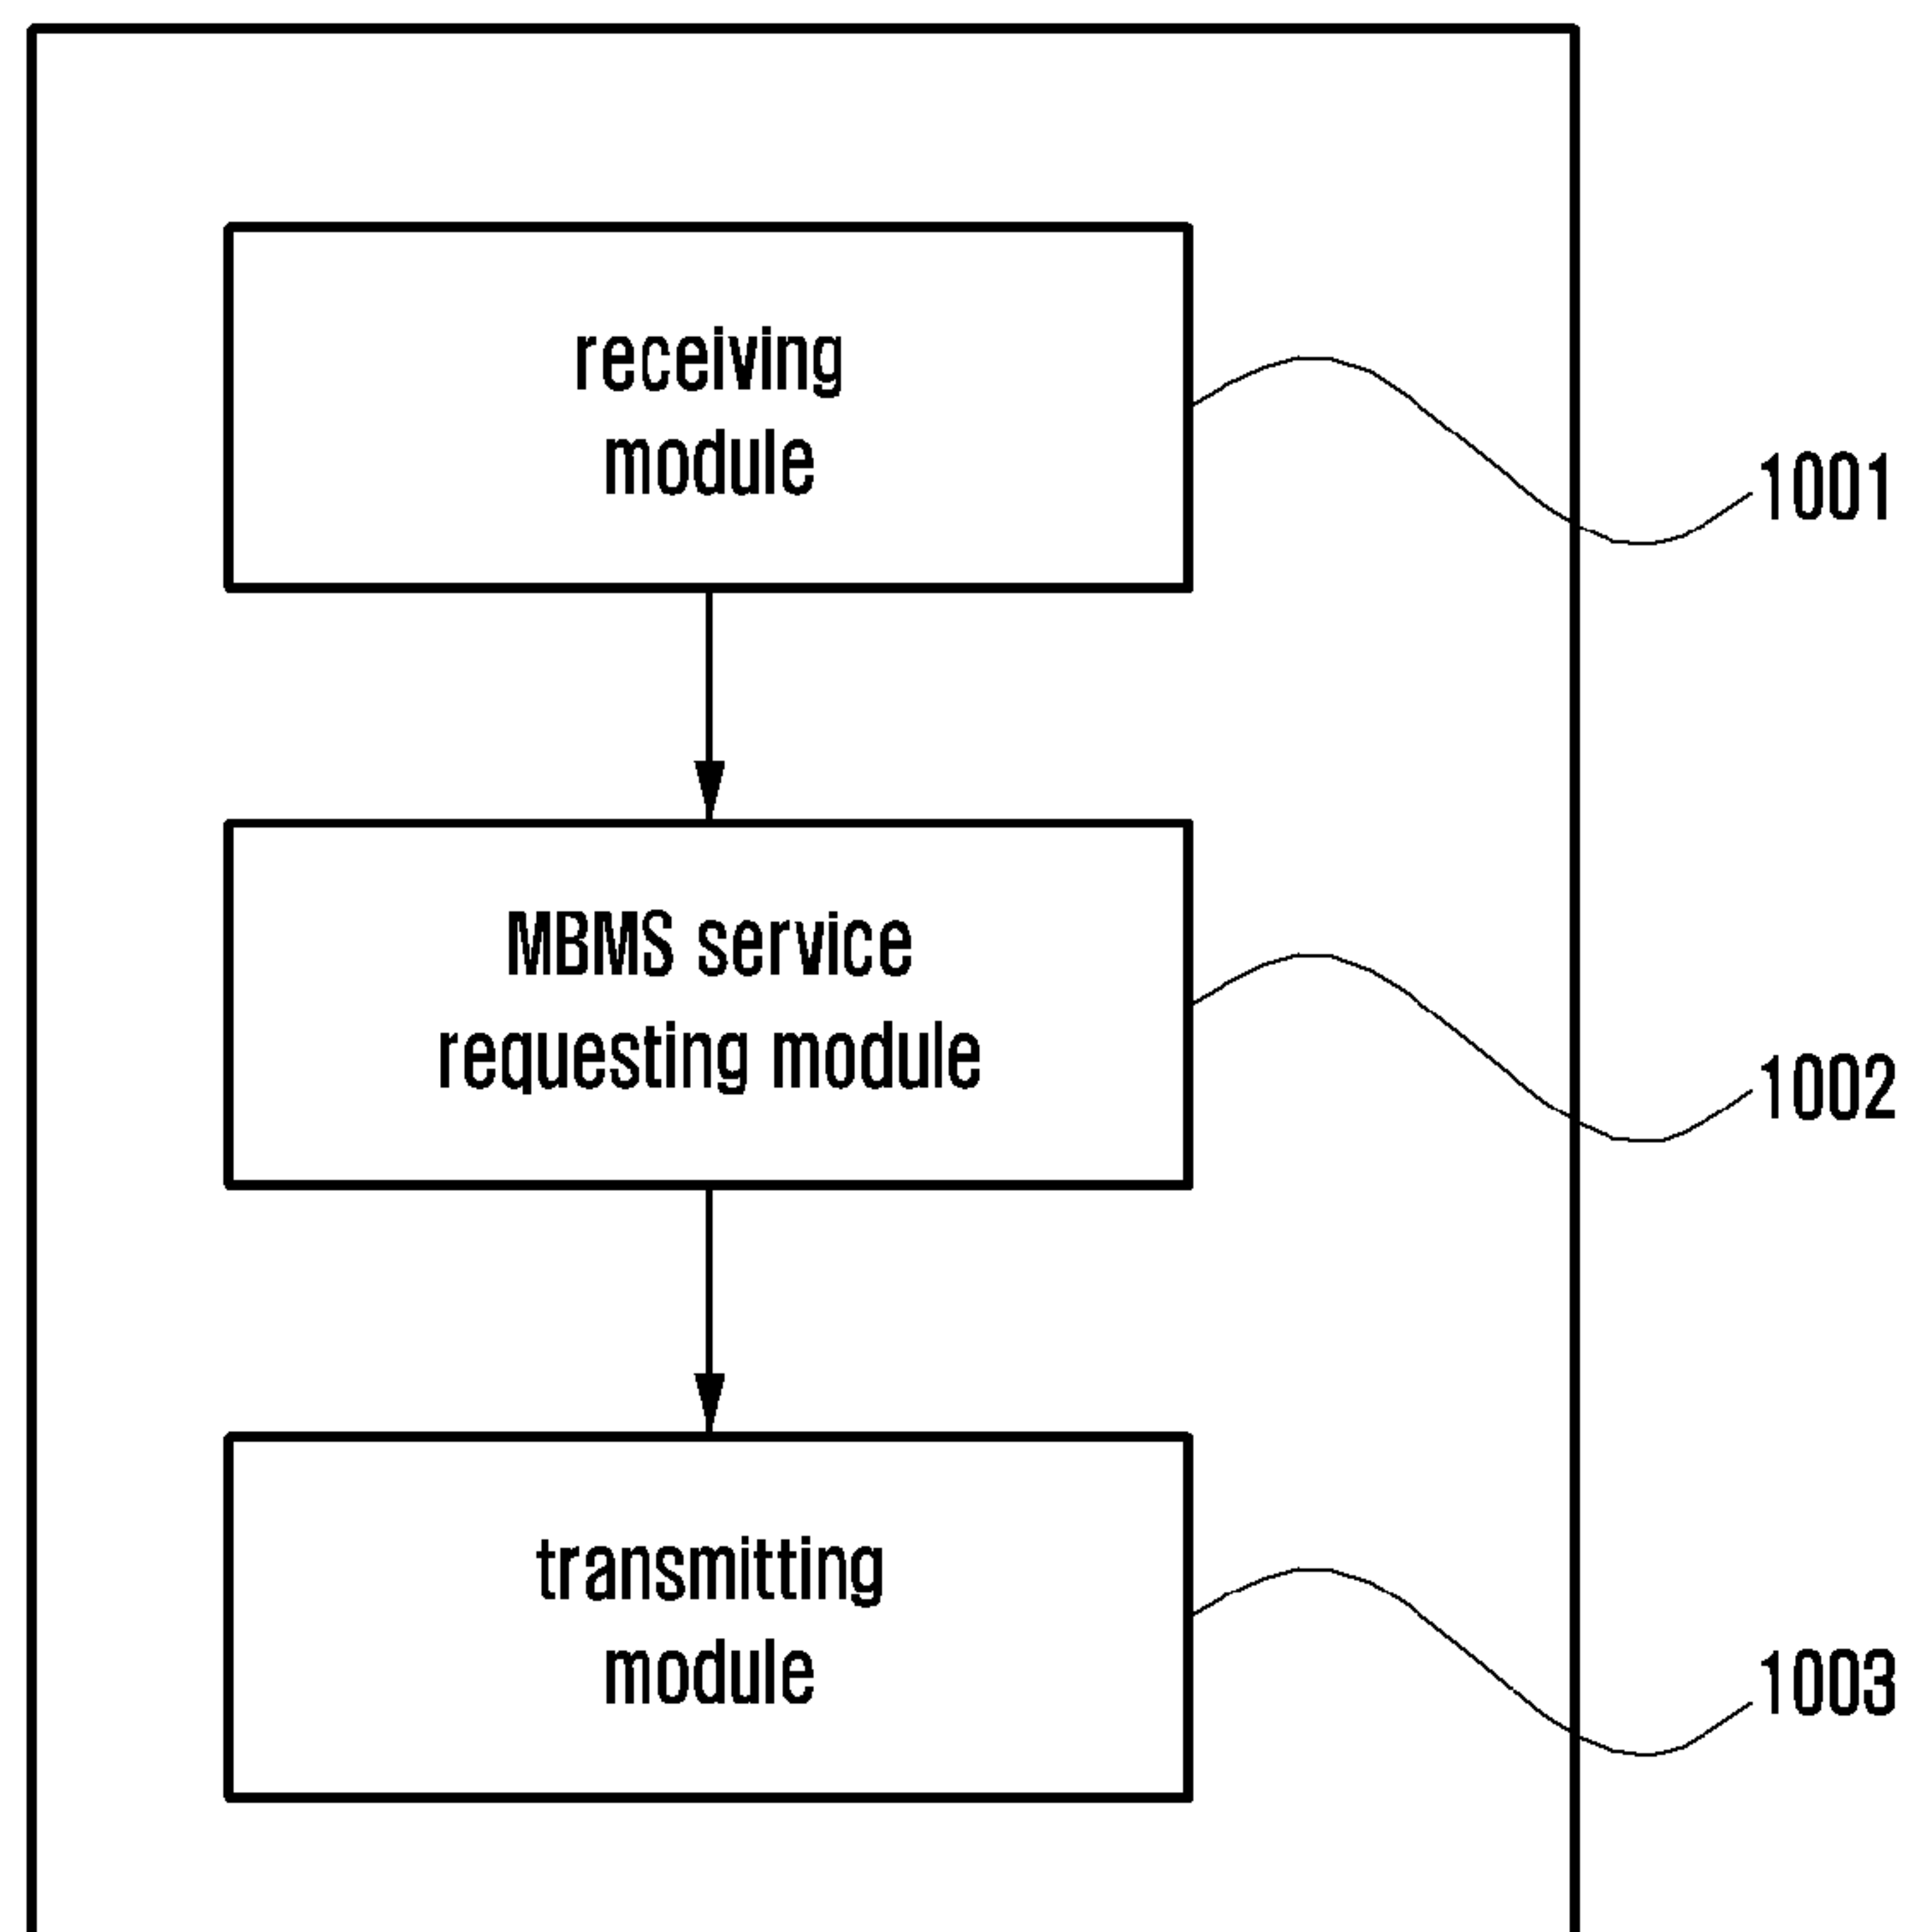 receiving
module
1001
MBMS service
requesting module
1002
transmitting
module
1003